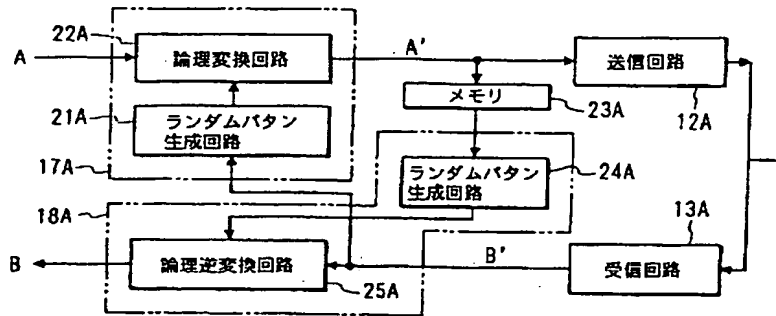 22A
A
論理変換回路
A'
送信回路
メモリ
23A
12A
21A
ランダムパタン
生成回路
17A
ランダムパタン
生成回路
24A
18A
13A
B
論理逆変換回路
B'
受信回路
25A